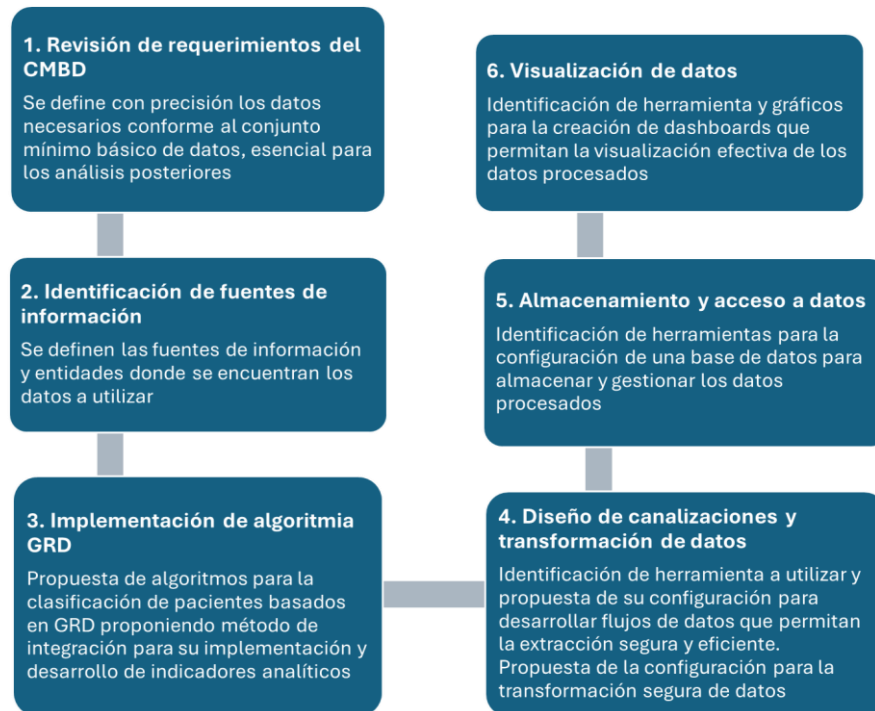 1. Revisión de requerimientos del
CMBD
Se define con precisión los datos
necesarios conforme al conjunto
mínimo básico de datos, esencial para
los análisis posteriores
2. Identificación de fuentes de
información
Se definen las fuentes de información
y entidades donde se encuentran los
datos a utilizar
3. Implementación de algoritmia
GRD
Propuesta de algoritmos para la
clasificación de pacientes basados
en GRD proponiendo método de
integración para su implementación y
desarrollo de indicadores analíticos
4. Diseño de canalizaciones y
transformación de datos
Identificación de herramienta a utilizar y
propuesta de su configuración para
desarrollar flujos de datos que permitan
la extracción segura y eficiente.
Propuesta de la configuración para la
transformación segura de datos
5. Almacenamiento y acceso a datos
Identificación de herramientas para la
configuración de una base de datos para
almacenar y gestionar los datos
procesados
6. Visualización de datos
Identificación de herramienta y gráficos
para la creación de dashboards que
permitan la visualización efectiva de los
datos procesados